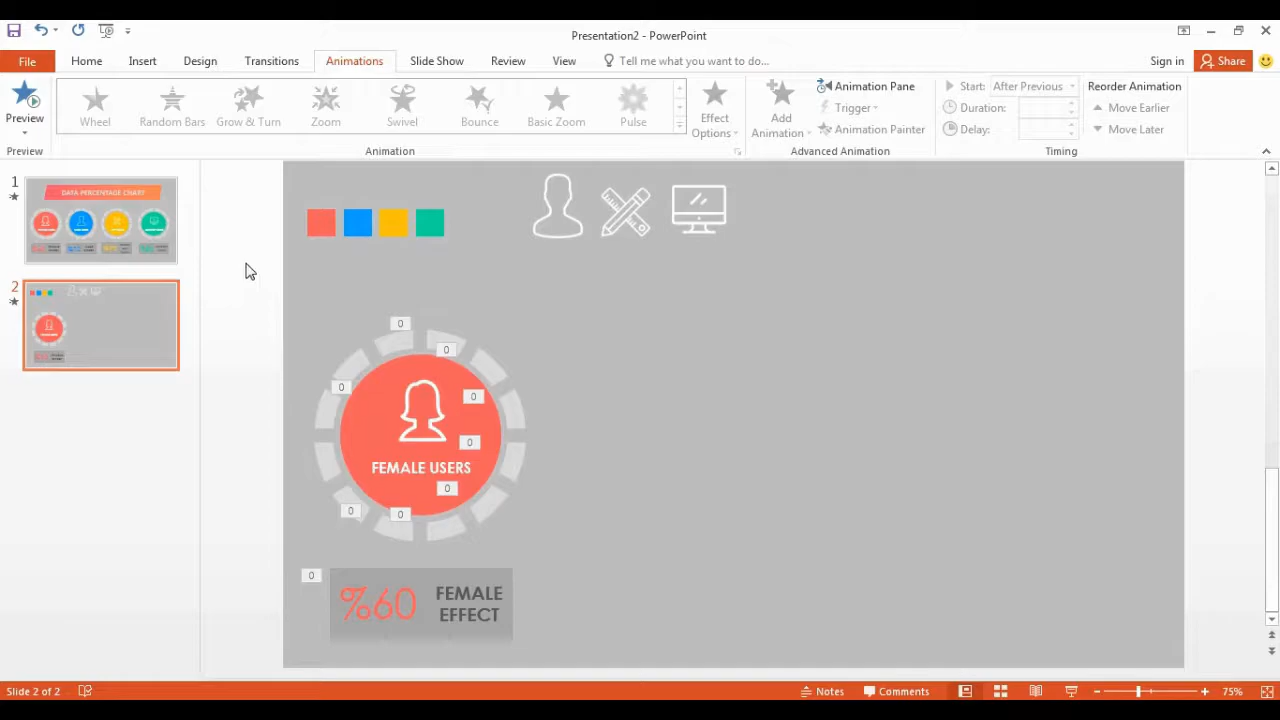 Presentation2 - PowerPoint
File Home Insert Design Transitions Animations Slide Show Review View Tell me what you want to do... Sign in Share
Preview
Wheel Random Bars Grow & Turn Zoom Swivel Bounce Basic Zoom Pulse
Effect Options
Add Animation
Animation Pane
Trigger
Animation Painter
Start: After Previous
Duration:
Delay:
Reorder Animation
Move Earlier
Move Later
Preview Animation Advanced Animation Timing
1
DATA PERCENTAGE CHART
2
0
0
0
0
0
0
0
0
FEMALE USERS
0
%60
FEMALE
EFFECT
Slide 2 of 2 Notes Comments 75%